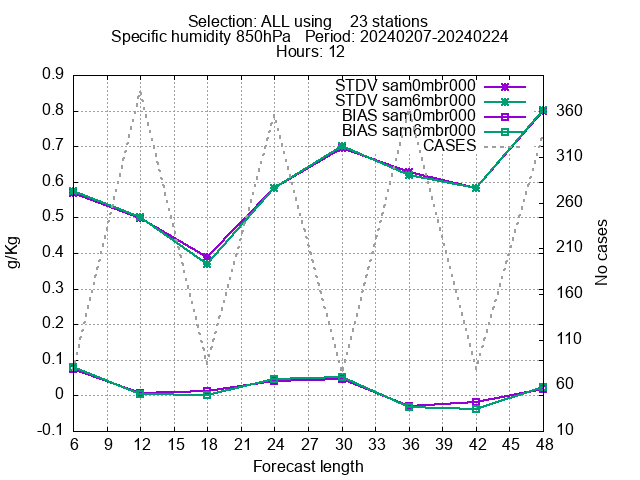 Selection: ALL using    23 stations
Specific humidity 850hPa   Period: 20240207-20240224
Hours: 12
STDV sam0mbr000
STDV sam6mbr000
BIAS sam0mbr000
BIAS sam6mbr000
CASES
0.9
0.8
0.7
0.6
0.5
0.4
0.3
0.2
0.1
0
-0.1
g/Kg
360
310
260
210
160
110
60
10
No cases
6 9 12 15 18 21 24 27 30 33 36 39 42 45 48
Forecast length